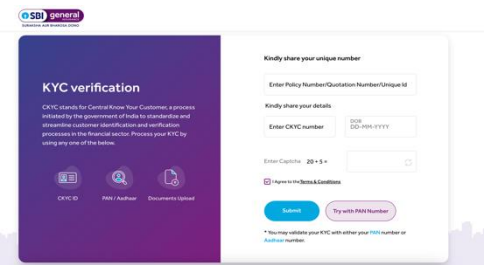 SBI general
SURAKSHA AUR BHAROSA DONO
KYC verification
CKYC stands for Central Know Your Customer, a process
initiated by the government of India to standardize and
streamline customer identification and verification
processes in the financial sector. Process your KYC by
using any one of the below.
CKYC ID
PAN / Aadhaar
Documents Upload
Kindly share your unique number
Enter Policy Number/Quotation Number/Unique Id
Kindly share your details
Enter CKYC number
DOB
DD-MM-YYYY
Enter Captcha 20 + 5 =
I Agree to the Terms & Conditions
Submit
Try with PAN Number
* You may validate your KYC with either your PAN number or
Aadhaar number.